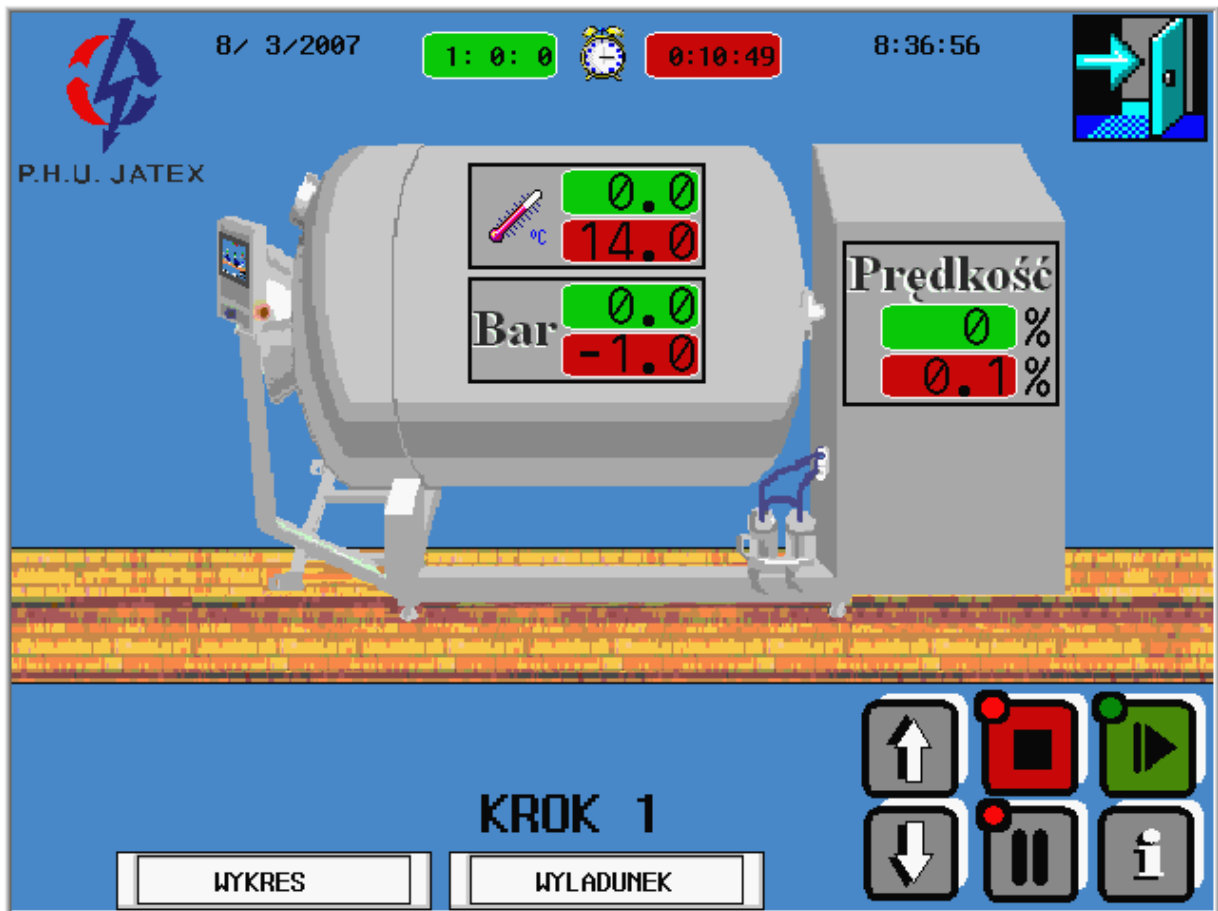 8/ 3/2007
1: 0: 0
0:10:49
8:36:56
P.H.U. JATEX
0.0
°C
14.0
Bar
0.0
-1.0
Prędkość
0 %
0.1 %
KROK 1
WYKRES
WYLADUNEK
i